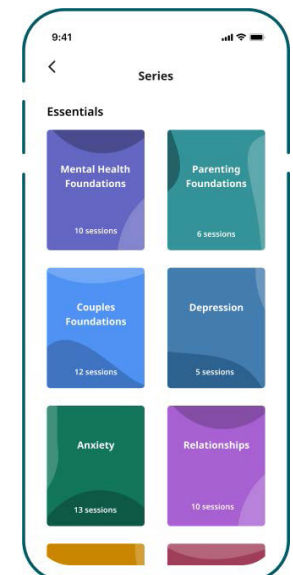 9:41
Series
Essentials
Mental Health
Foundations
10 sessions
Parenting
Foundations
6 sessions
Couples
Foundations
12 sessions
Depression
5 sessions
Anxiety
13 sessions
Relationships
10 sessions